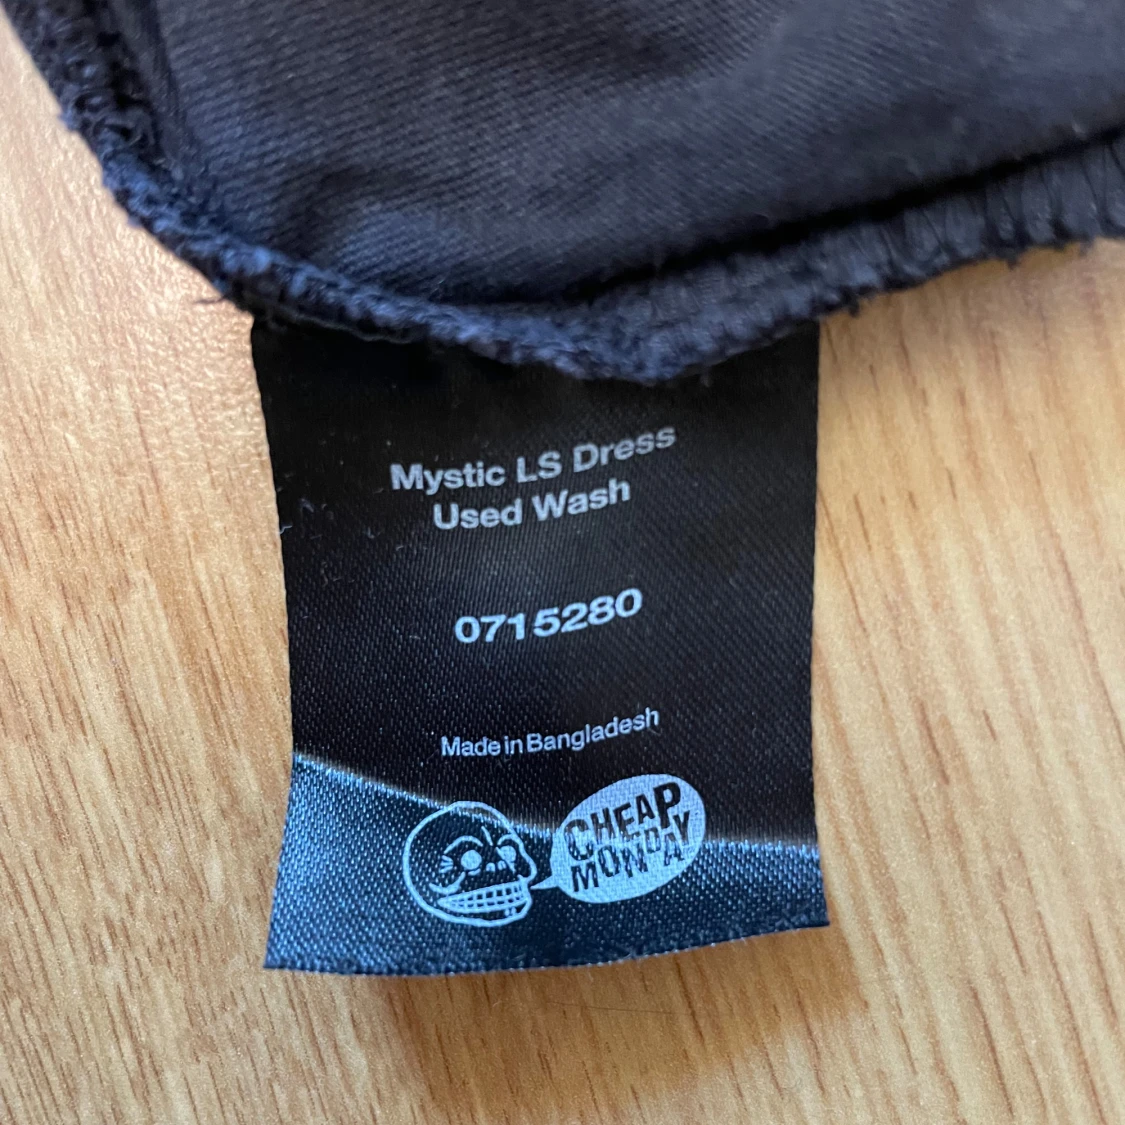 Mystic LS Dress
Used Wash
0715280
Made in Bangladesh
CHEAP
MONDAY